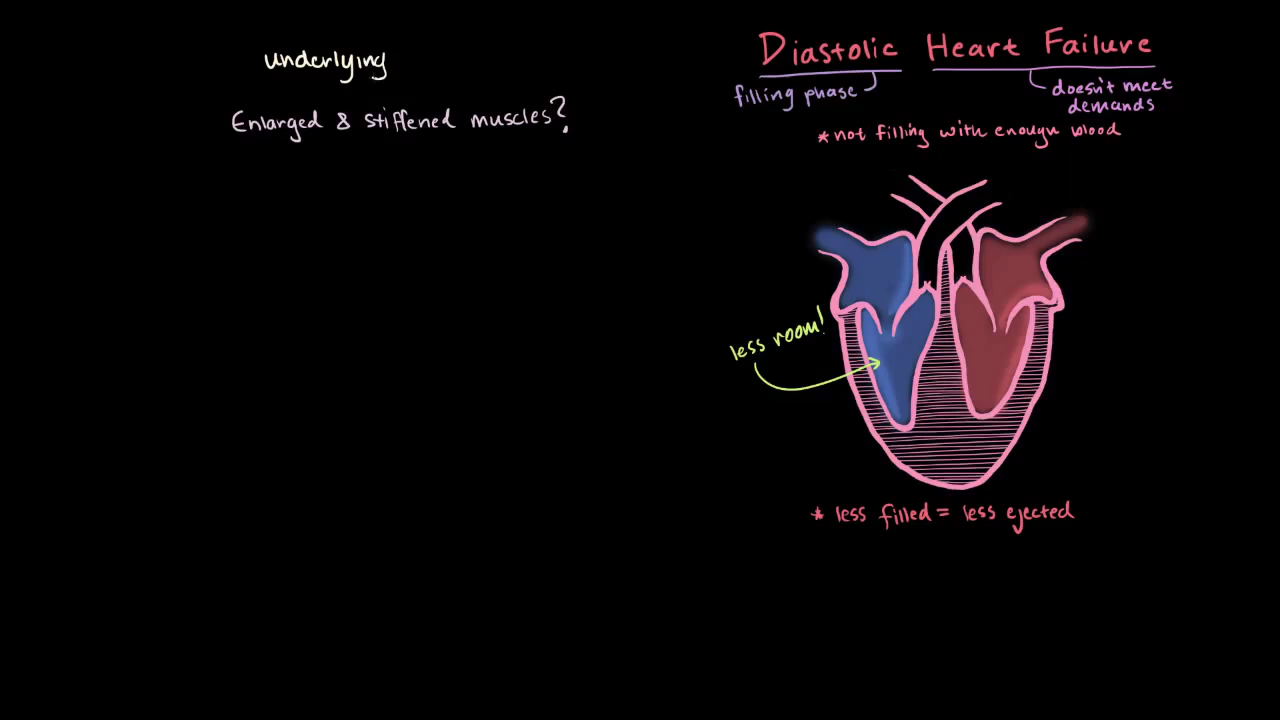 underlying
Enlarged & stiffened muscles?
Diastolic Heart Failure
filling phase
doesn't meet
demands
*not filling with enough blood
less room!
* less filled = less ejected